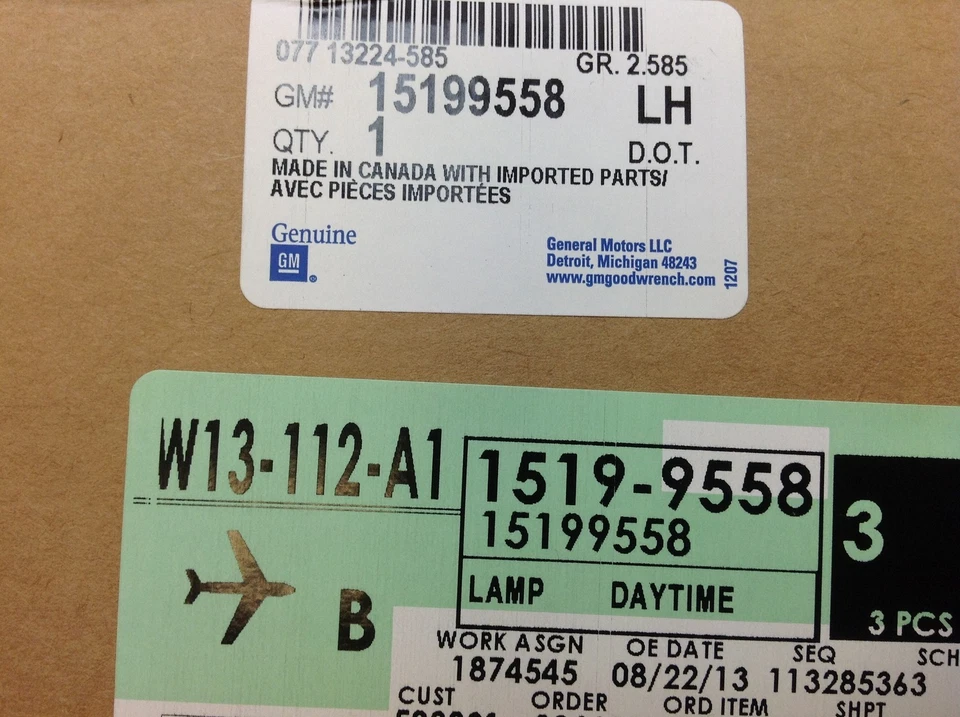 077 13224-585
GR. 2.585
GM# 15199558 LH
QTY. 1 D.O.T.
MADE IN CANADA WITH IMPORTED PARTS/
AVEC PIÈCES IMPORTÉES
Genuine
GM
®
General Motors LLC
Detroit, Michigan 48243
www.gmgoodwrench.com
1207
W13-112-A1
1519-9558
15199558
LAMP DAYTIME
3
3 PCS
B
WORK ASGN OE DATE SEQ SCH
1874545 08/22/13 113285363
CUST ORDER ORD ITEM SHPT